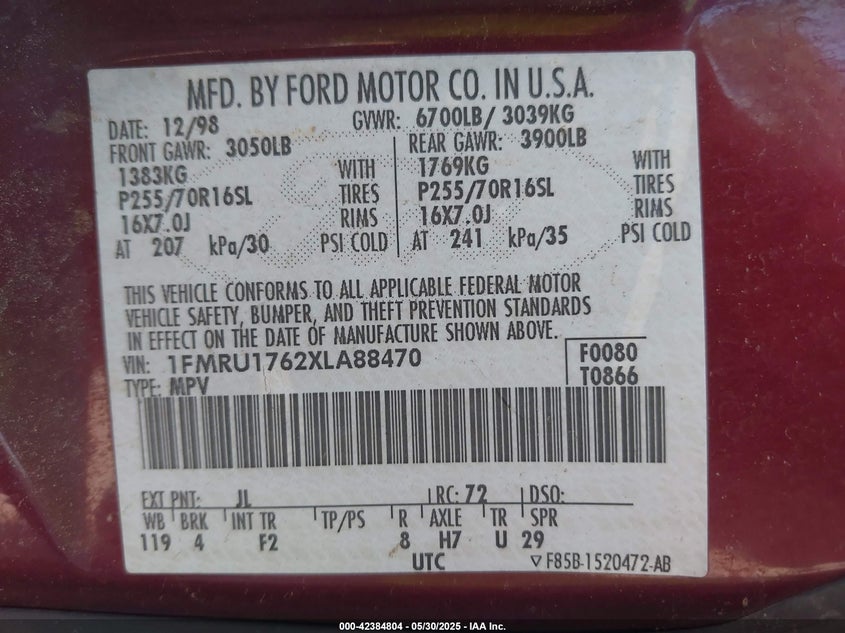 MFD. BY FORD MOTOR CO. IN U.S.A.
DATE: 12/98 GVWR: 6700LB/ 3039KG
FRONT GAWR: 3050LB REAR GAWR: 3900LB
1383KG WITH 1769KG WITH
P255/70R16SL TIRES P255/70R16SL TIRES
16X7.0J RIMS 16X7.0J RIMS
AT 207 kPa/30 PSI COLD AT 241 kPa/35 PSI COLD
THIS VEHICLE CONFORMS TO ALL APPLICABLE FEDERAL MOTOR
VEHICLE SAFETY, BUMPER, AND THEFT PREVENTION STANDARDS
IN EFFECT ON THE DATE OF MANUFACTURE SHOWN ABOVE.
VIN: 1FMRU1762XLA88470 F0080
TYPE: MPV T0866
EXT PNT: JL RC: 72 DSO:
WB BRK INT TR TP/PS R AXLE TR SPR
119 4 F2 8 H7 U 29
UTC ▽ F85B-1520472-AB
000-42384804 - 05/30/2025 - IAA Inc.